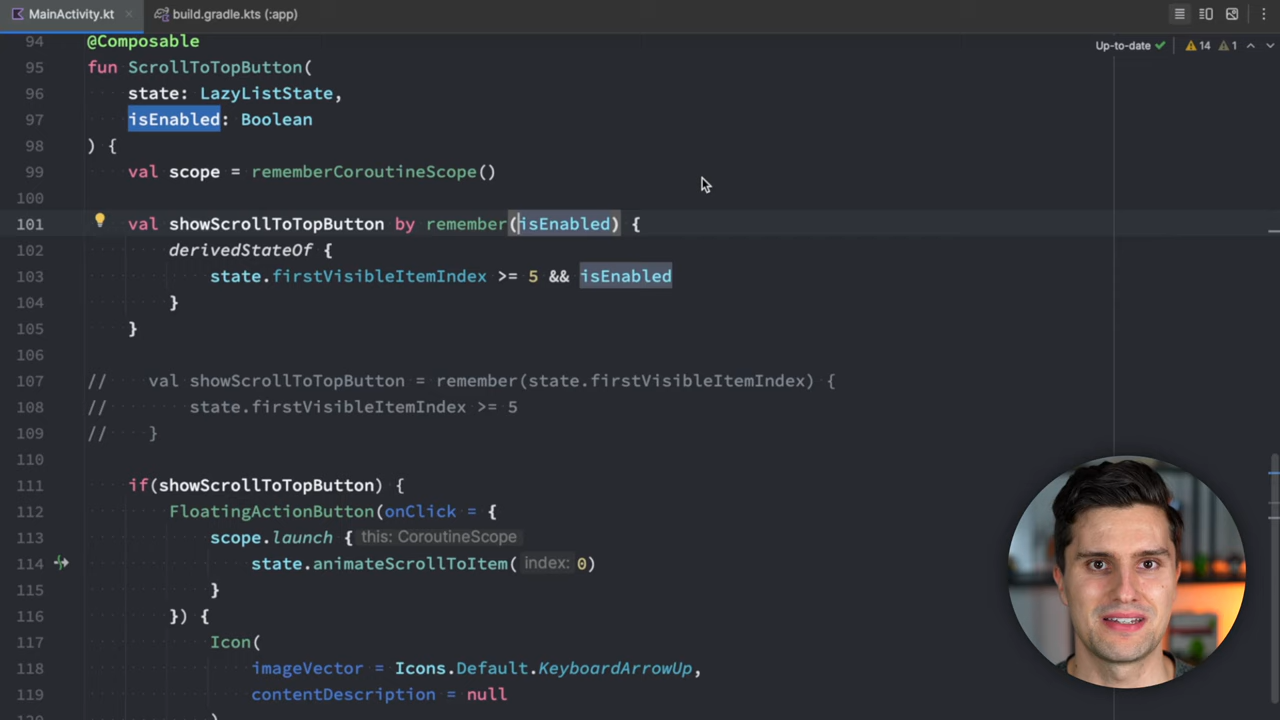 MainActivity.kt
build.gradle.kts (:app)
Up-to-date
14
1
94 @Composable
95 fun ScrollToTopButton(
96 state: LazyListState,
97 isEnabled: Boolean
98 ) {
99 val scope = rememberCoroutineScope()
100
101 val showScrollToTopButton by remember(isEnabled) {
102 derivedStateOf {
103 state.firstVisibleItemIndex >= 5 && isEnabled
104 }
105 }
106
107 // val showScrollToTopButton = remember(state.firstVisibleItemIndex) {
108 // state.firstVisibleItemIndex >= 5
109 // }
110
111 if(showScrollToTopButton) {
112 FloatingActionButton(onClick = {
113 scope.launch { this: CoroutineScope
114 state.animateScrollToItem( index: 0)
115 }
116 }) {
117 Icon(
118 imageVector = Icons.Default.KeyboardArrowUp,
119 contentDescription = null
120 )